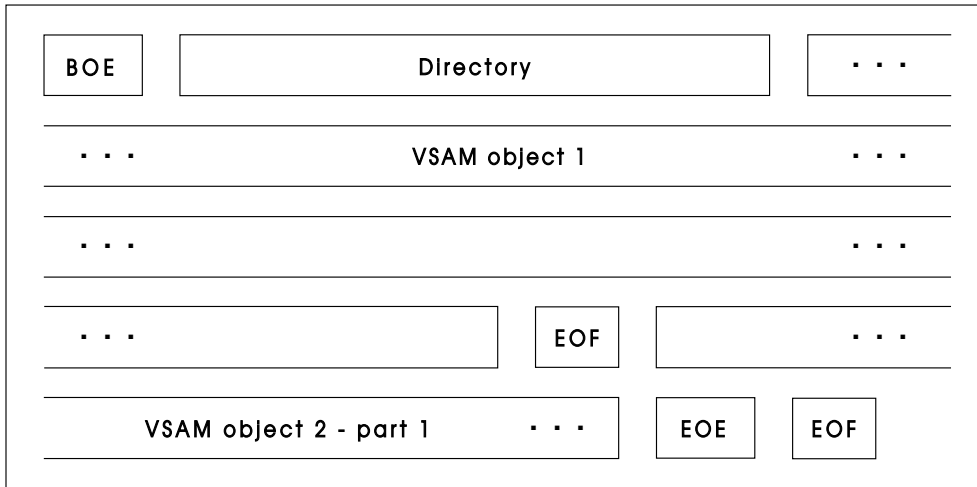 BOE Directory . . .
. . . VSAM object 1 . . .
. . . . . .
. . . EOF . . .
VSAM object 2 - part 1 . . . EOE EOF